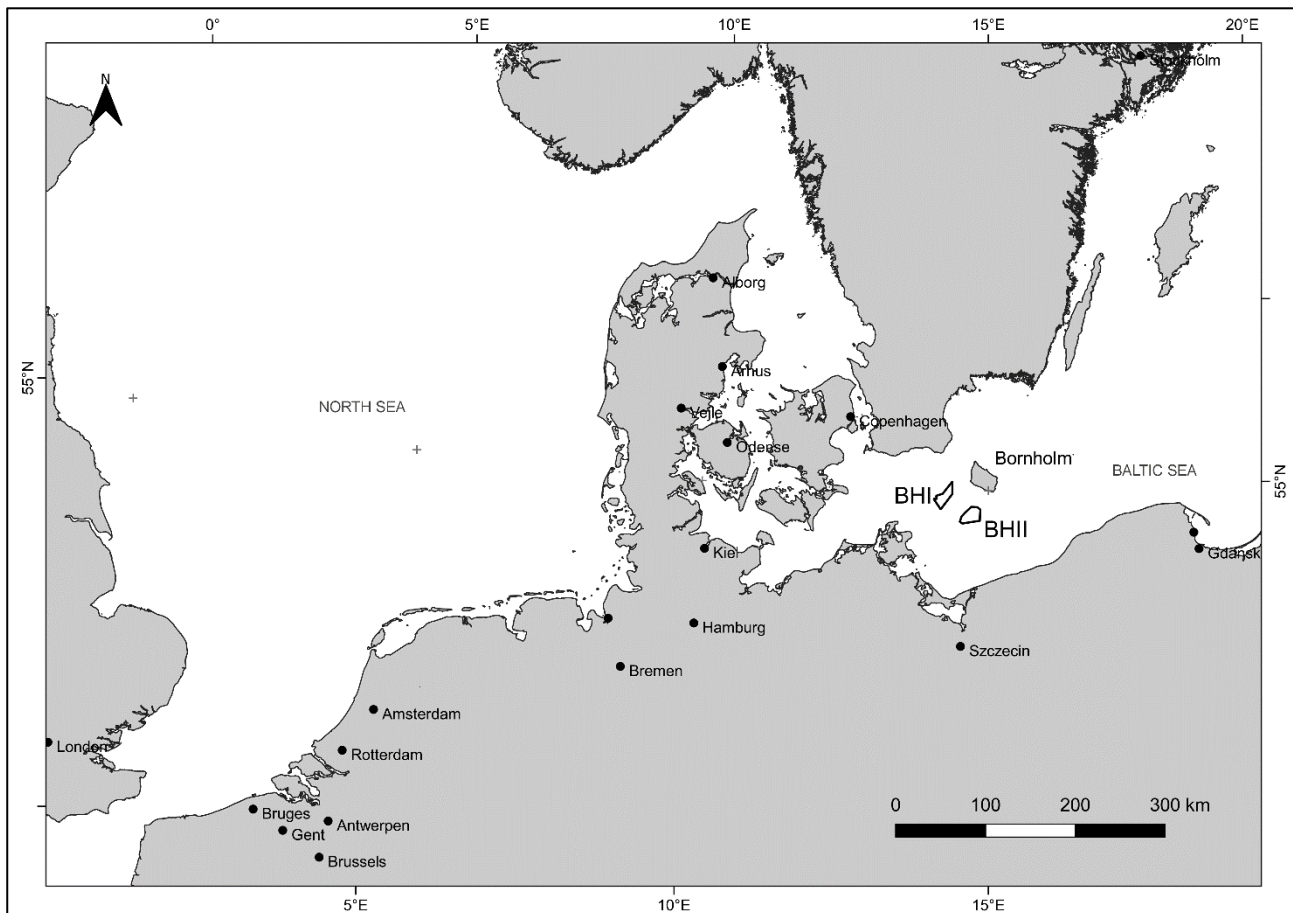 0° 5°E 10°E 15°E 20°E
N
Stockholm
Alborg
55°N
Arhus
NORTH SEA
Vejle
Copenhagen
Odense
Bornholm
BALTIC SEA
55°N
BHI
BHII
Kiel
Gdańsk
Hamburg
Szczecin
Bremen
Amsterdam
London
Rotterdam
0 100 200 300 km
Bruges
Antwerpen
Gent
Brussels
5°E 10°E 15°E